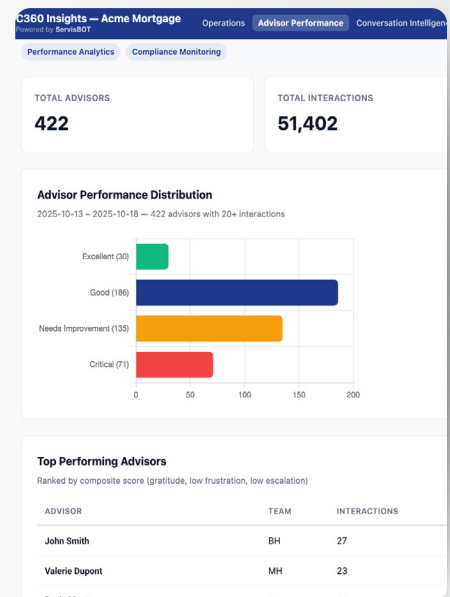 C360 Insights — Acme Mortgage
Powered by ServisBOT
Operations
Advisor Performance
Conversation Intelligen
Performance Analytics
Compliance Monitoring
TOTAL ADVISORS
422
TOTAL INTERACTIONS
51,402
Advisor Performance Distribution
2025-10-13 – 2025-10-18 — 422 advisors with 20+ interactions
Excellent (30)
Good (186)
Needs Improvement (135)
Critical (71)
0 50 100 150 200
Top Performing Advisors
Ranked by composite score (gratitude, low frustration, low escalation)
ADVISOR TEAM INTERACTIONS
John Smith BH 27
Valerie Dupont MH 23